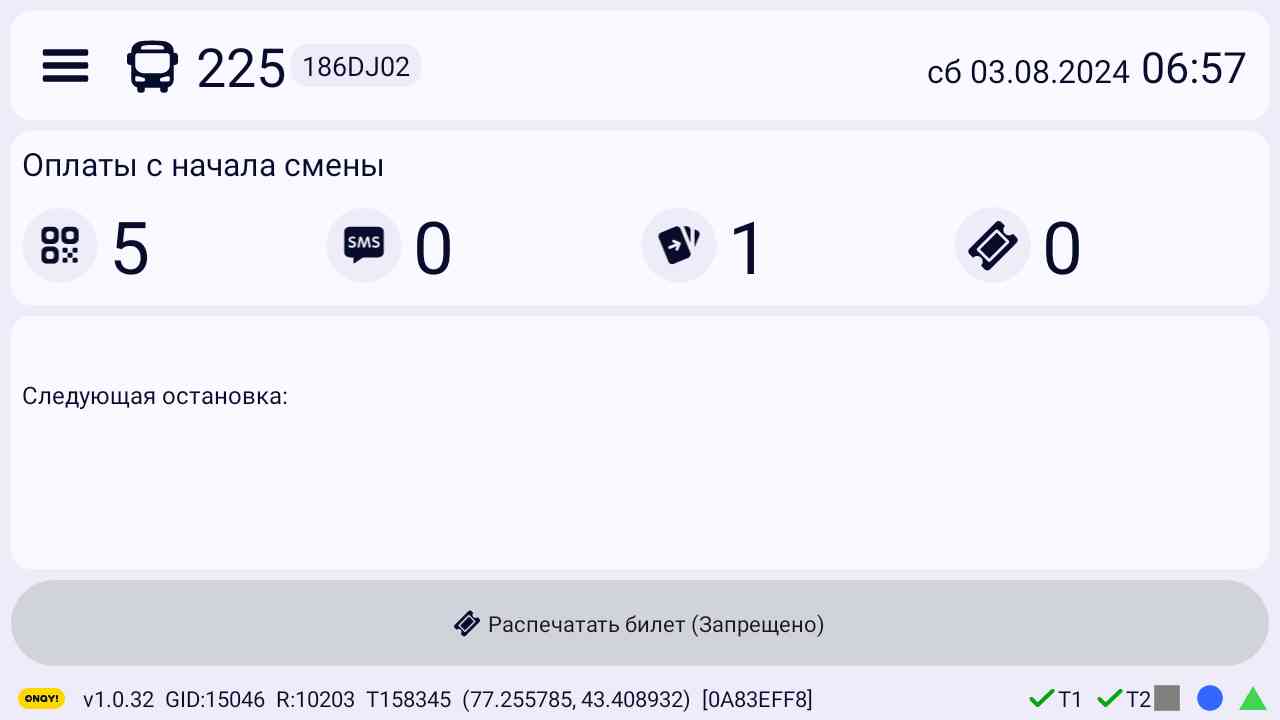 225 186DJ02 сб 03.08.2024 06:57
Оплаты с начала смены
5 SMS 0 1 0
Следующая остановка:
Распечатать билет (Запрещено)
ONAY! v1.0.32 GID:15046 R:10203 T158345 (77.255785, 43.408932) [0A83EFF8] T1 T2